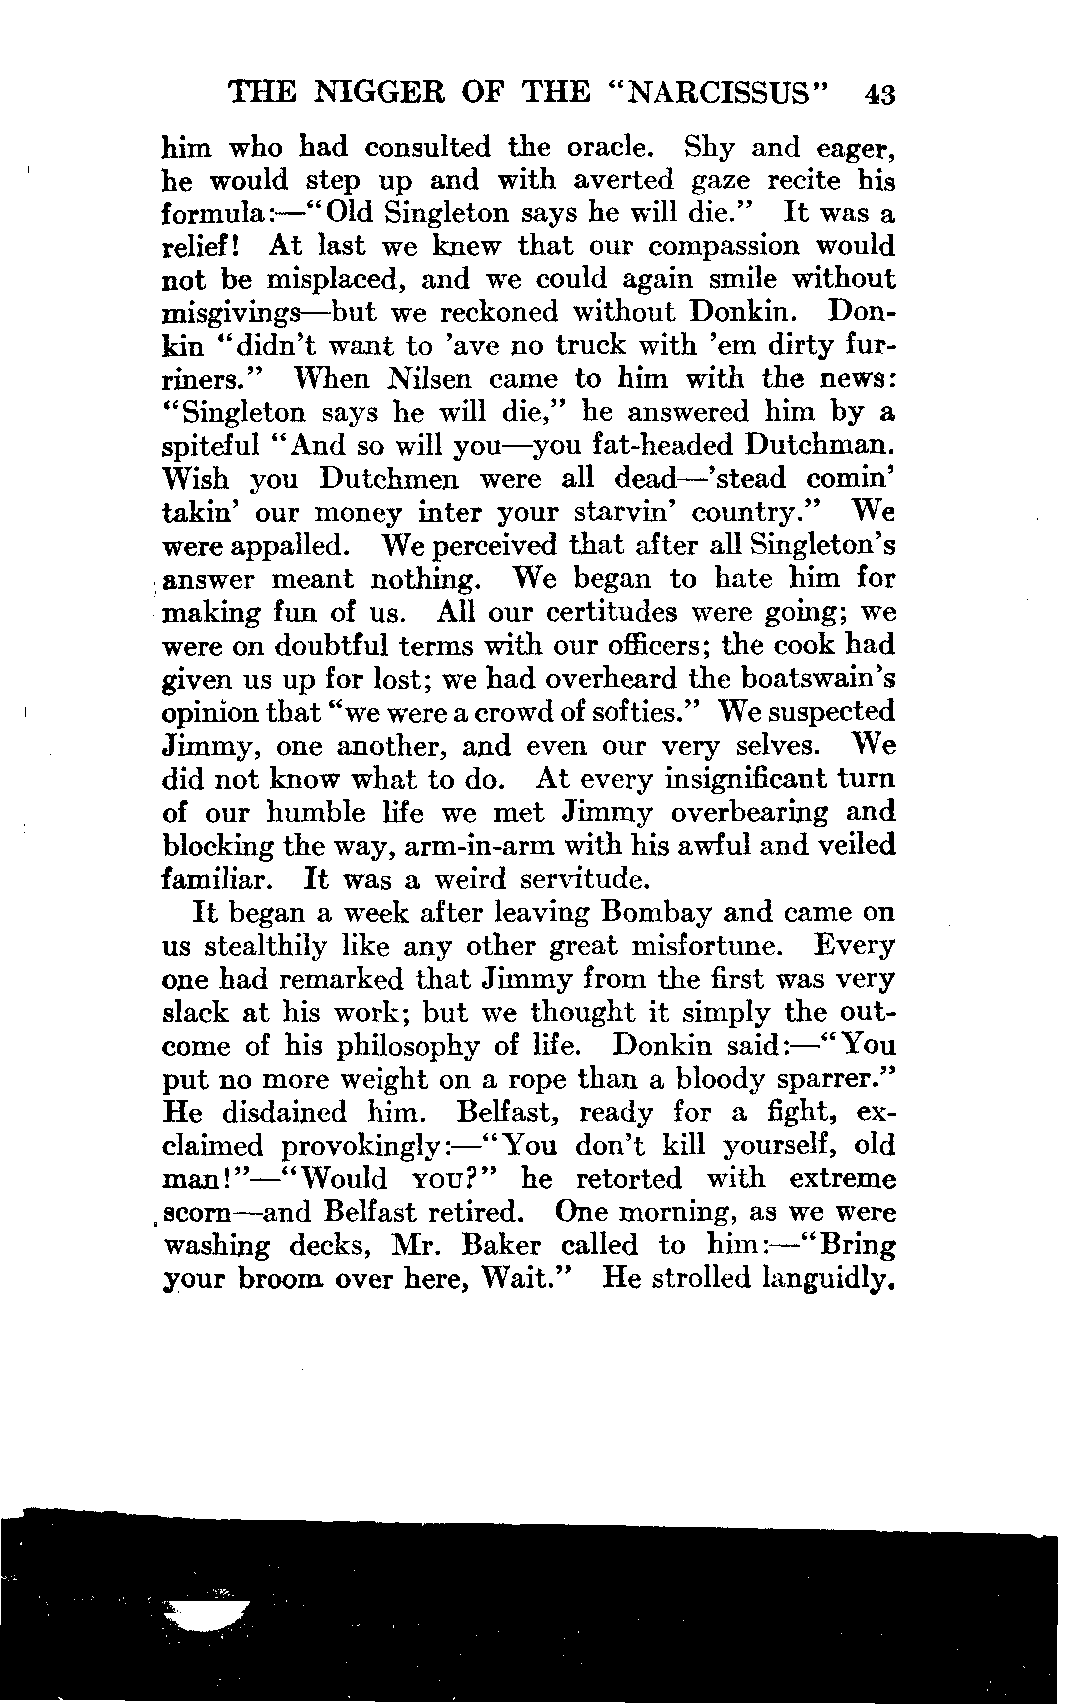 THE NIGGER OF THE “NARCISSUS” 43
him who had consulted the oracle. Shy and eager,
he would step up and with averted gaze recite his
formula:—“Old Singleton says he will die.” It was a
relief! At last we knew that our compassion would
not be misplaced, and we could again smile without
misgivings—but we reckoned without Donkin. Don-
kin “didn’t want to ’ave no truck with ’em dirty fur-
riners.” When Nilsen came to him with the news:
“Singleton says he will die,” he answered him by a
spiteful “And so will you—you fat-headed Dutchman.
Wish you Dutchmen were all dead—’stead comin’
takin’ our money inter your starvin’ country.” We
were appalled. We perceived that after all Singleton’s
answer meant nothing. We began to hate him for
making fun of us. All our certitudes were going; we
were on doubtful terms with our officers; the cook had
given us up for lost; we had overheard the boatswain’s
opinion that “we were a crowd of softies.” We suspected
Jimmy, one another, and even our very selves. We
did not know what to do. At every insignificant turn
of our humble life we met Jimmy overbearing and
blocking the way, arm-in-arm with his awful and veiled
familiar. It was a weird servitude.
It began a week after leaving Bombay and came on
us stealthily like any other great misfortune. Every
one had remarked that Jimmy from the first was very
slack at his work; but we thought it simply the out-
come of his philosophy of life. Donkin said:—“You
put no more weight on a rope than a bloody sparrer.”
He disdained him. Belfast, ready for a fight, ex-
claimed provokingly:—“You don’t kill yourself, old
man!”—“Would YOU?” he retorted with extreme
scorn—and Belfast retired. One morning, as we were
washing decks, Mr. Baker called to him:—“Bring
your broom over here, Wait.” He strolled languidly.